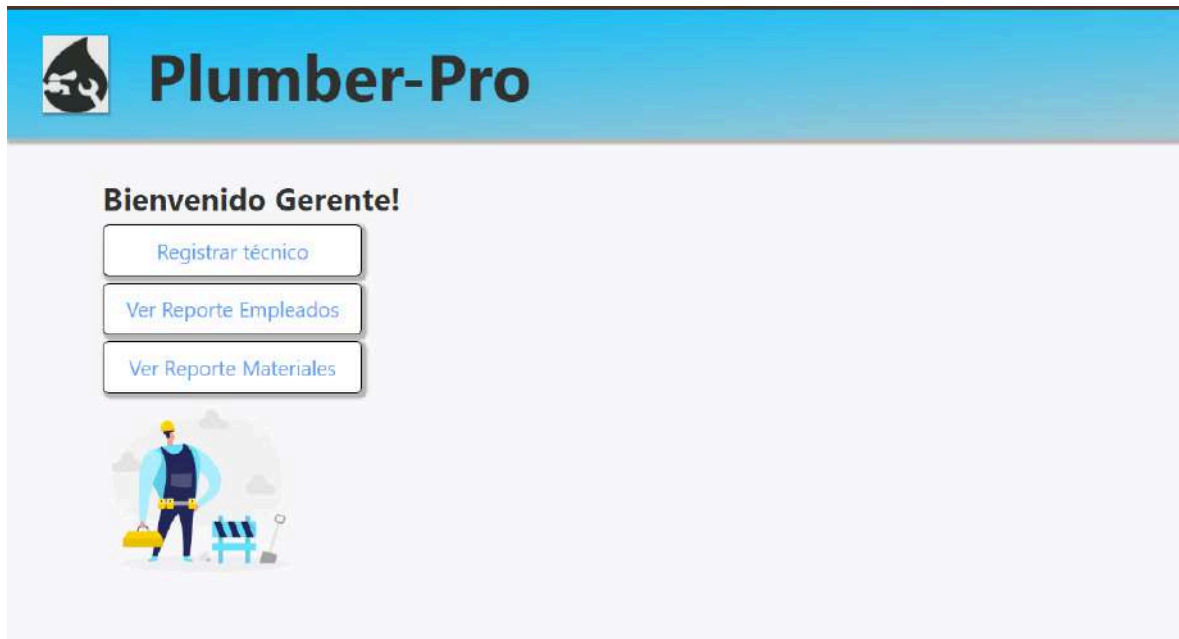 Plumber-Pro
Bienvenido Gerente!
Registrar técnico
Ver Reporte Empleados
Ver Reporte Materiales